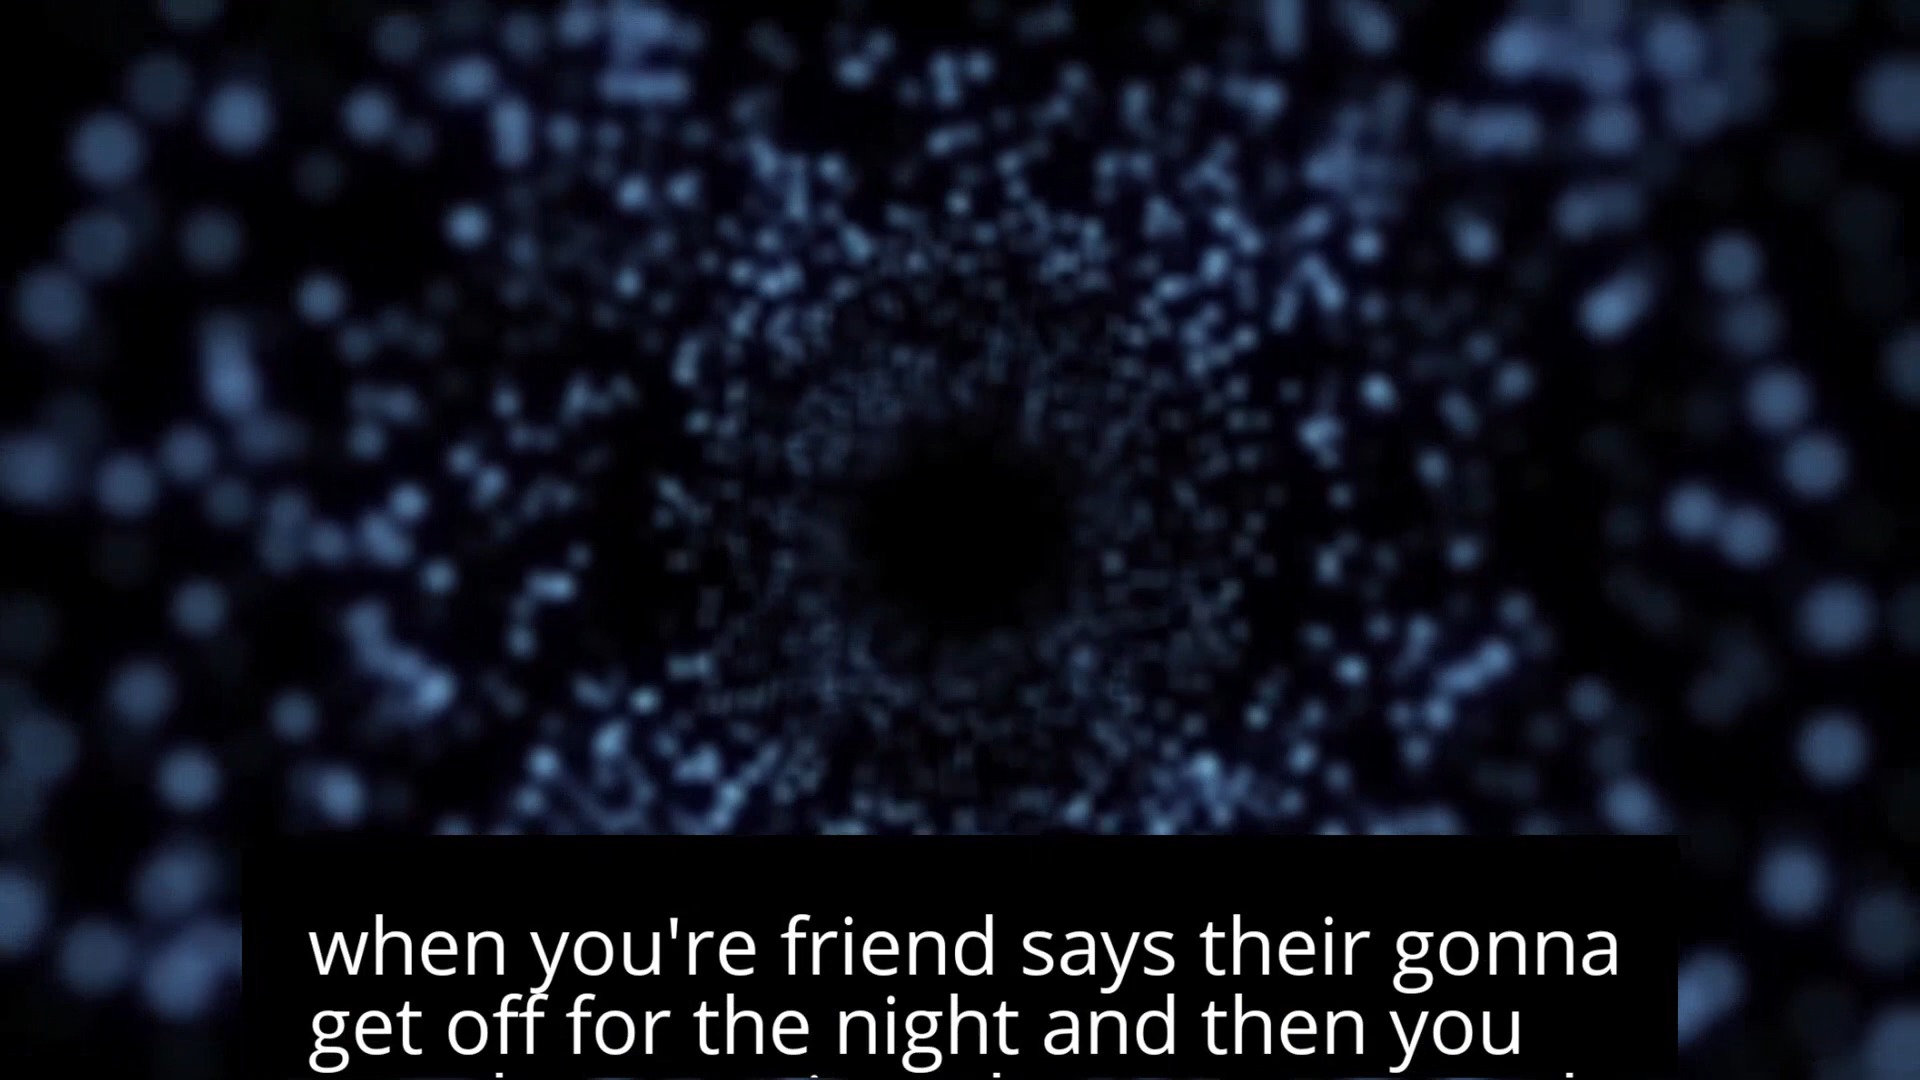 when you're friend says their gonna
get off for the night and then you